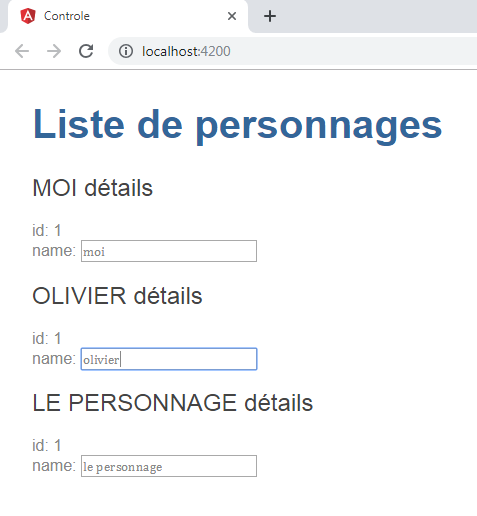 Controle
localhost:4200
Liste de personnages
MOI détails
id: 1
name: moi
OLIVIER détails
id: 1
name: olivier
LE PERSONNAGE détails
id: 1
name: le personnage